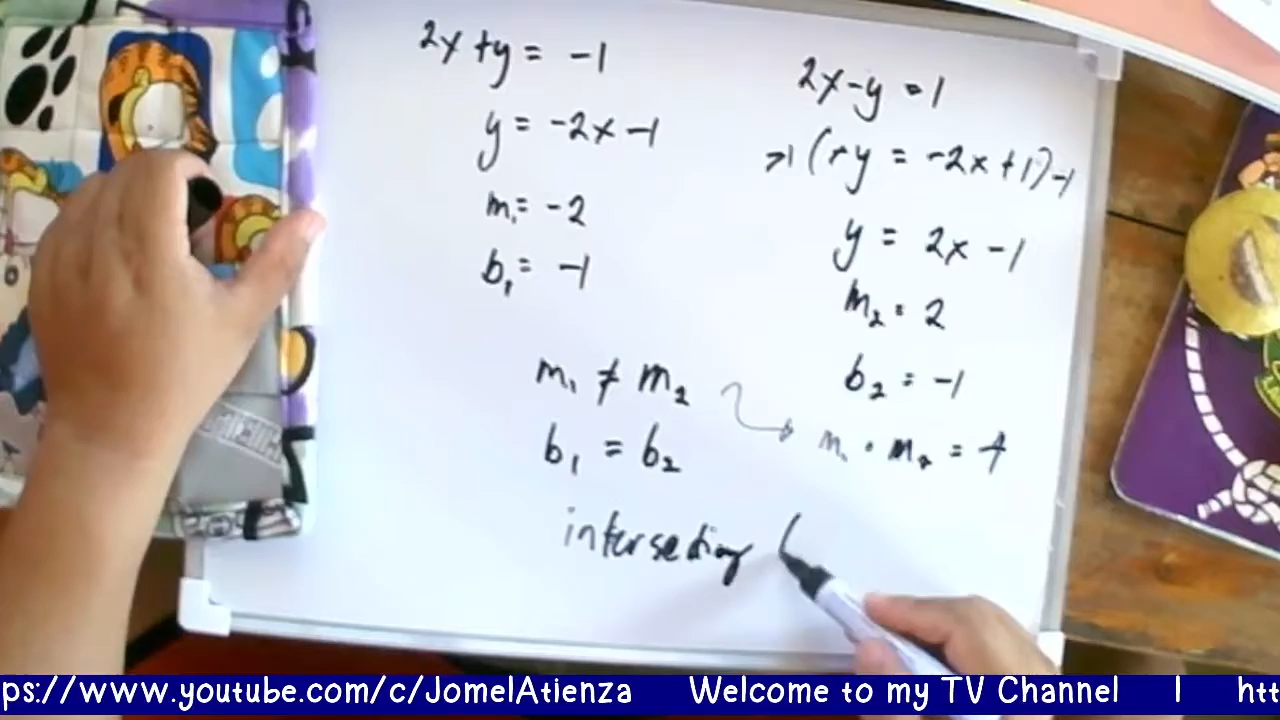 2x + y = -1
y = -2x - 1
m₁ = -2
b₁ = -1
2x - y = 1
-1 (+y = -2x + 1) -1
y = 2x - 1
m₂ = 2
b₂ = -1
m₁ ≠ m₂
b₁ = b₂
m₁ · m₂ = 4
intersecting (
ps://www.youtube.com/c/JomelAtienza Welcome to my TV Channel | htt